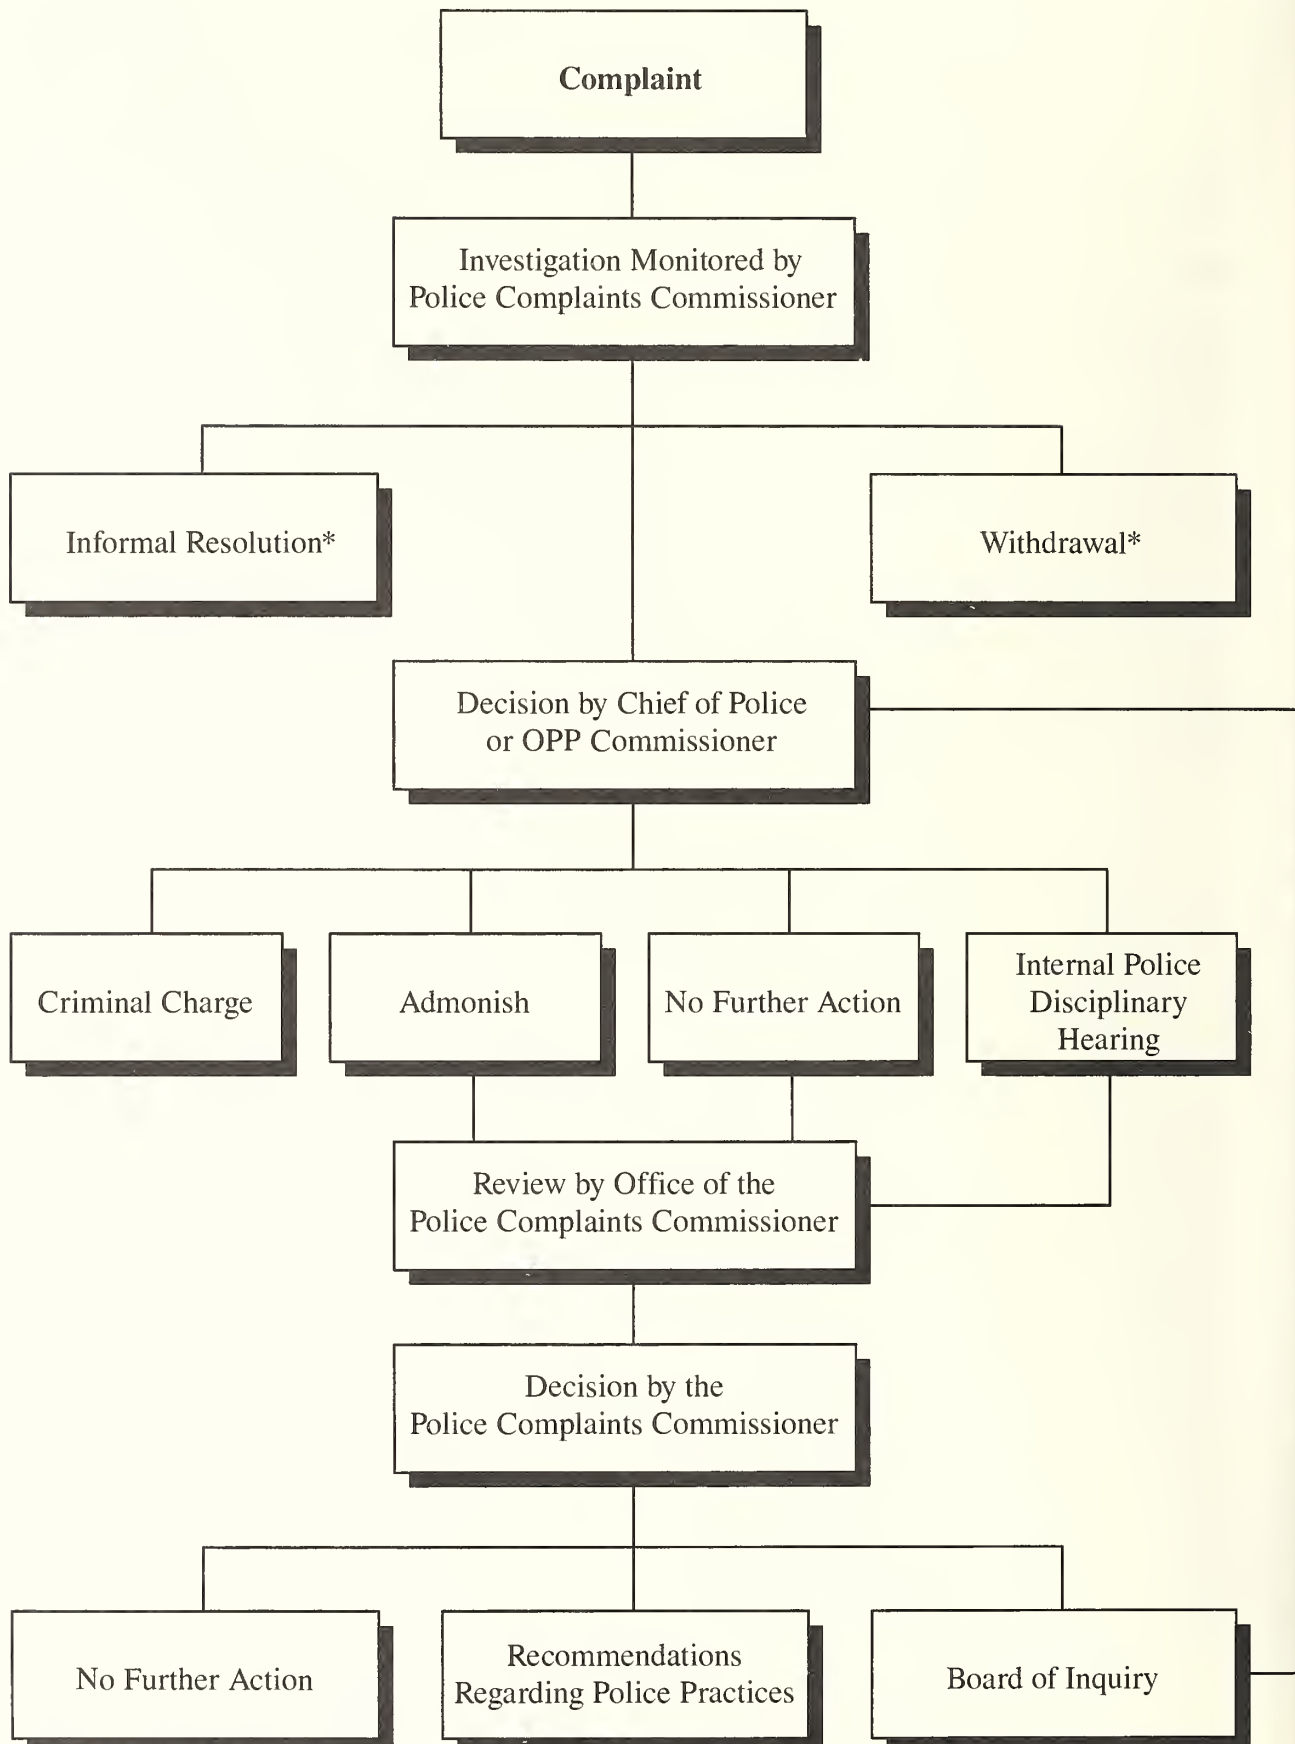 Complaint
Investigation Monitored by
Police Complaints Commissioner
Informal Resolution*
Withdrawal*
Decision by Chief of Police
or OPP Commissioner
Criminal Charge
Admonish
No Further Action
Internal Police
Disciplinary
Hearing
Review by Office of the
Police Complaints Commissioner
Decision by the
Police Complaints Commissioner
No Further Action
Recommendations
Regarding Police Practices
Board of Inquiry